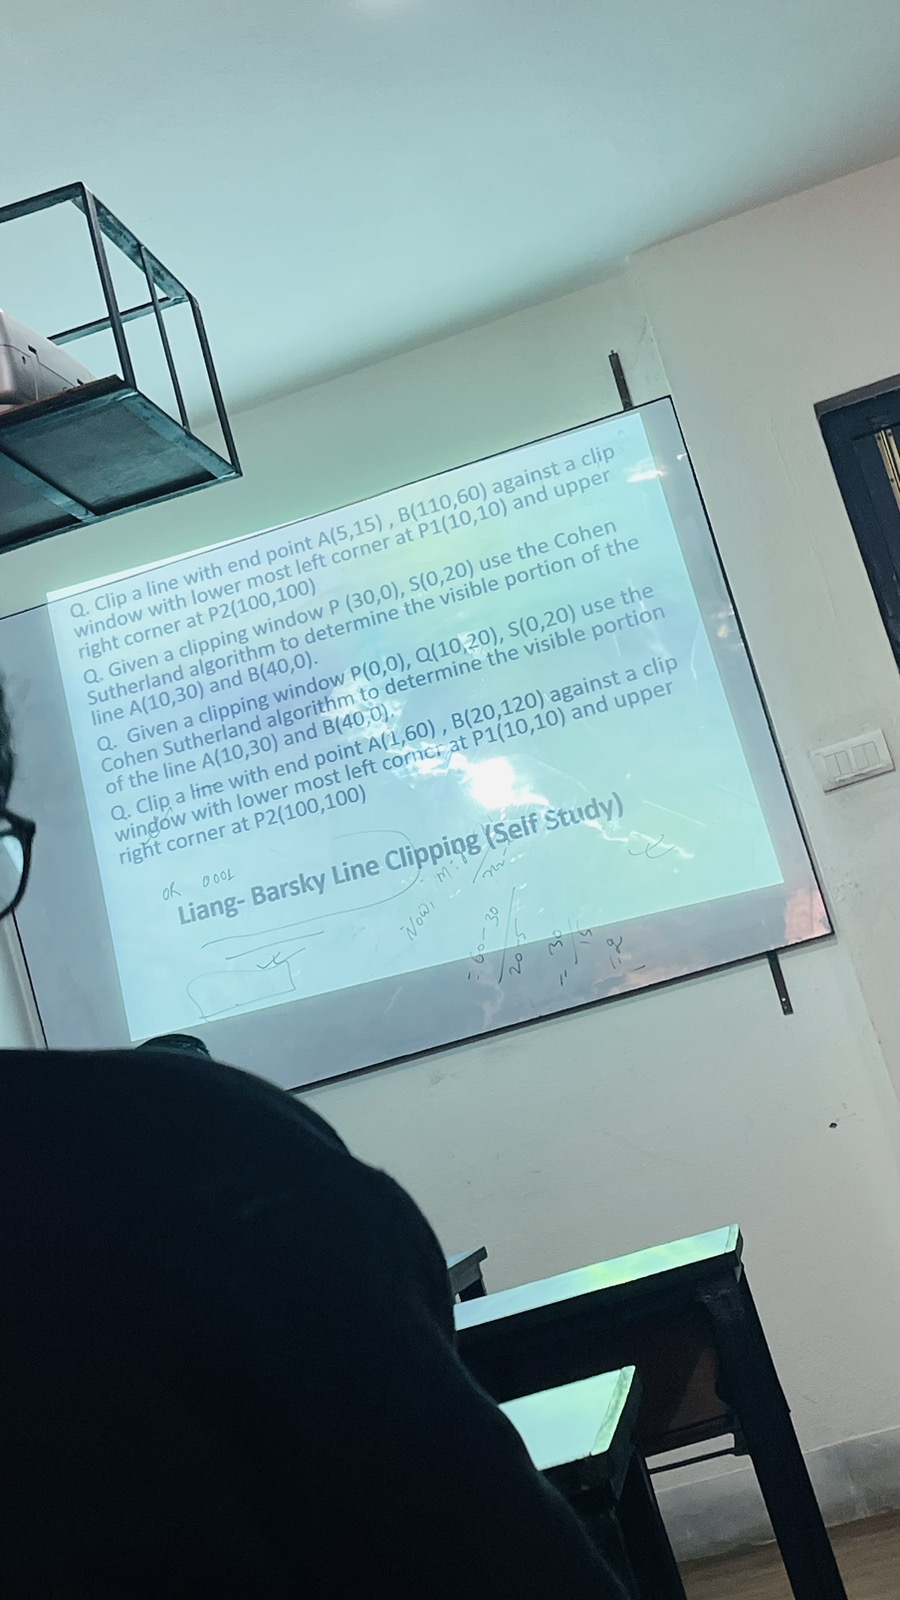 Q. Clip a line with end point A(5,15) , B(110,60) against a clip
window with lower most left corner at P1(10,10) and upper
right corner at P2(100,100)
Q. Given a clipping window P (30,0), S(0,20) use the Cohen
Sutherland algorithm to determine the visible portion of the
line A(10,30) and B(40,0).
Q. Given a clipping window P(0,0), Q(10,20), S(0,20) use the
Cohen Sutherland algorithm to determine the visible portion
of the line A(10,30) and B(40,0).
Q. Clip a line with end point A(1,60) , B(20,120) against a clip
window with lower most left corner at P1(10,10) and upper
right corner at P2(100,100)
OR 0001
Liang- Barsky Line Clipping (Self Study)
Now,